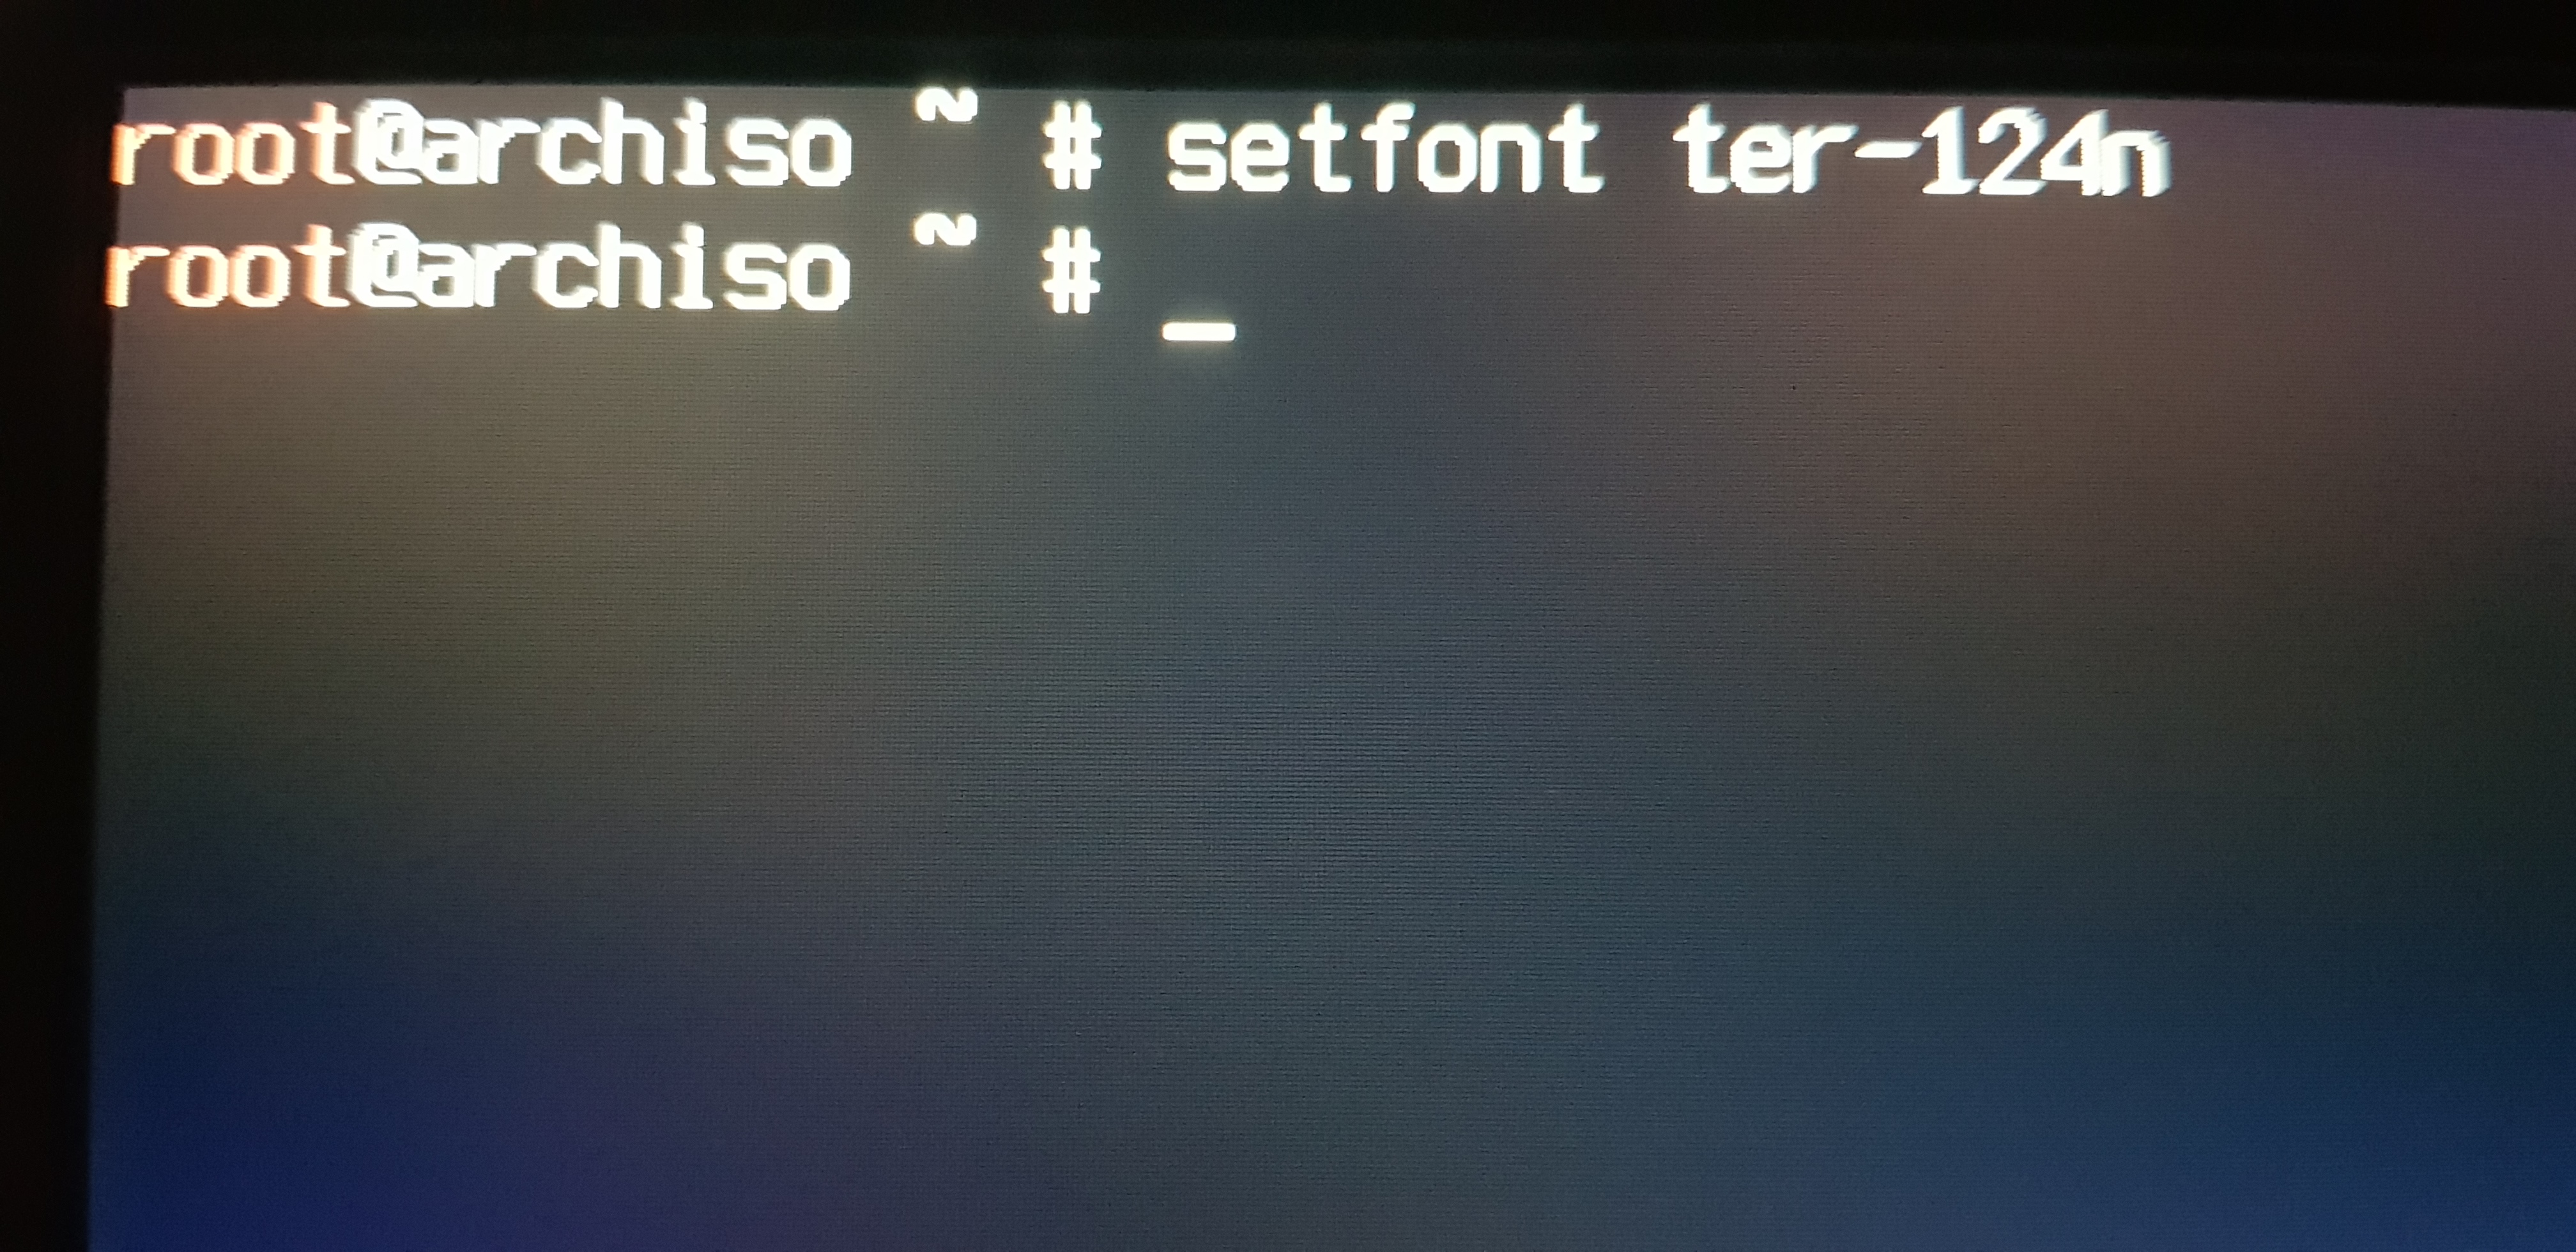 root@archiso ~ # setfont ter-124n
root@archiso ~ # _